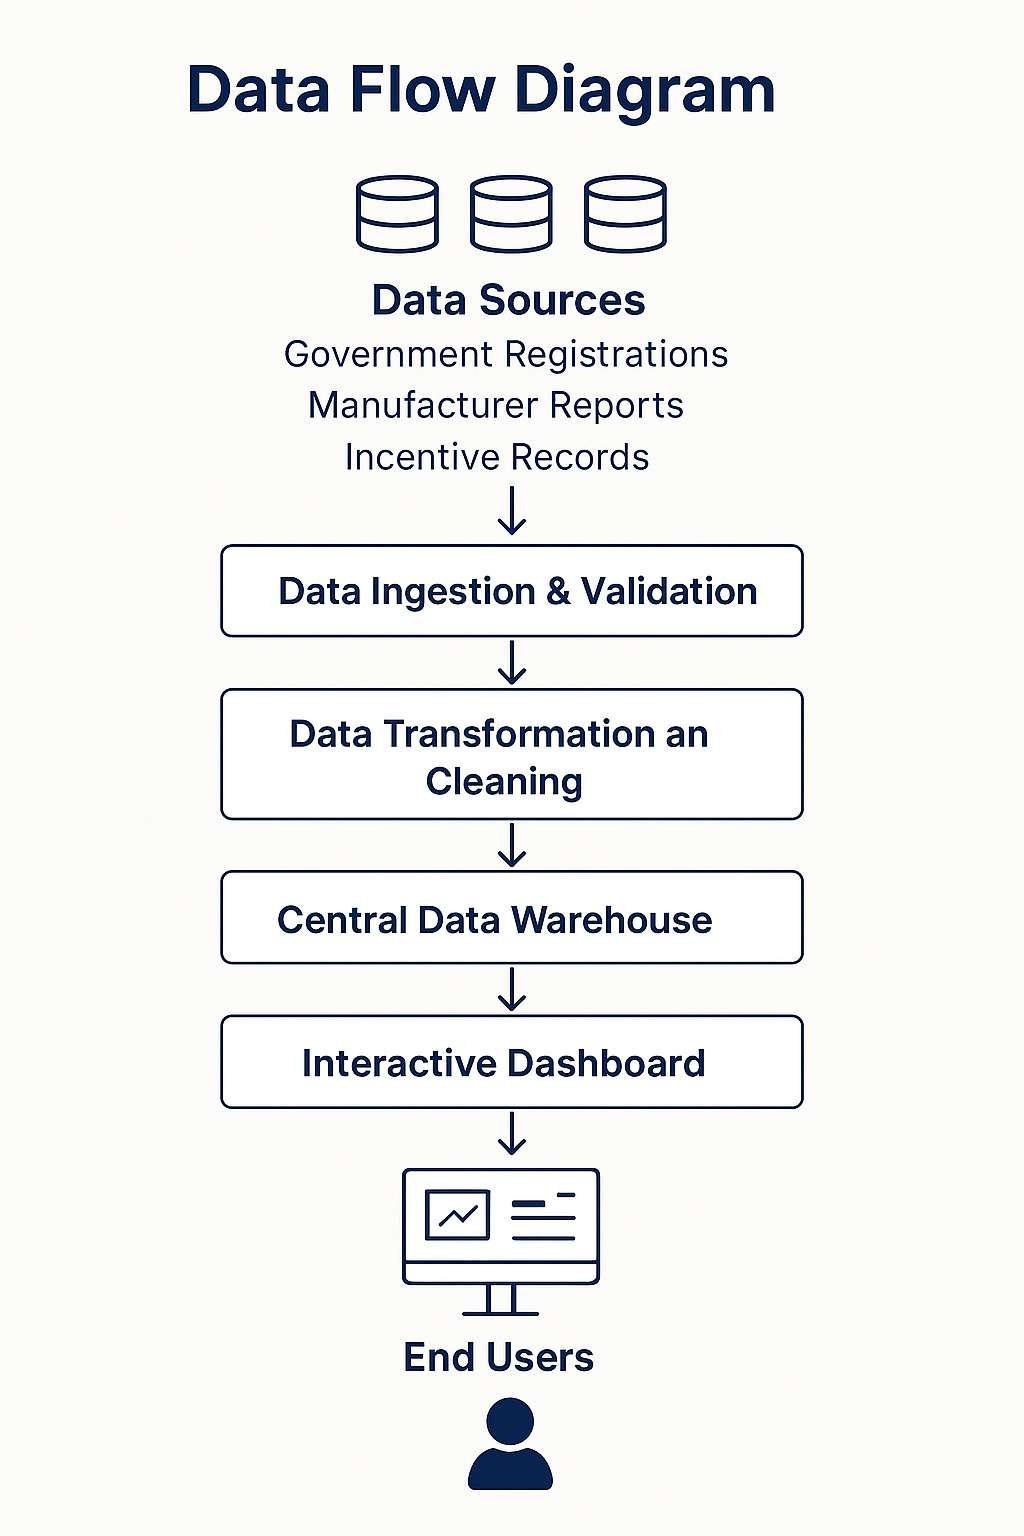 Data Flow Diagram
Data Sources
Government Registrations
Manufacturer Reports
Incentive Records
Data Ingestion & Validation
Data Transformation an
Cleaning
Central Data Warehouse
Interactive Dashboard
End Users